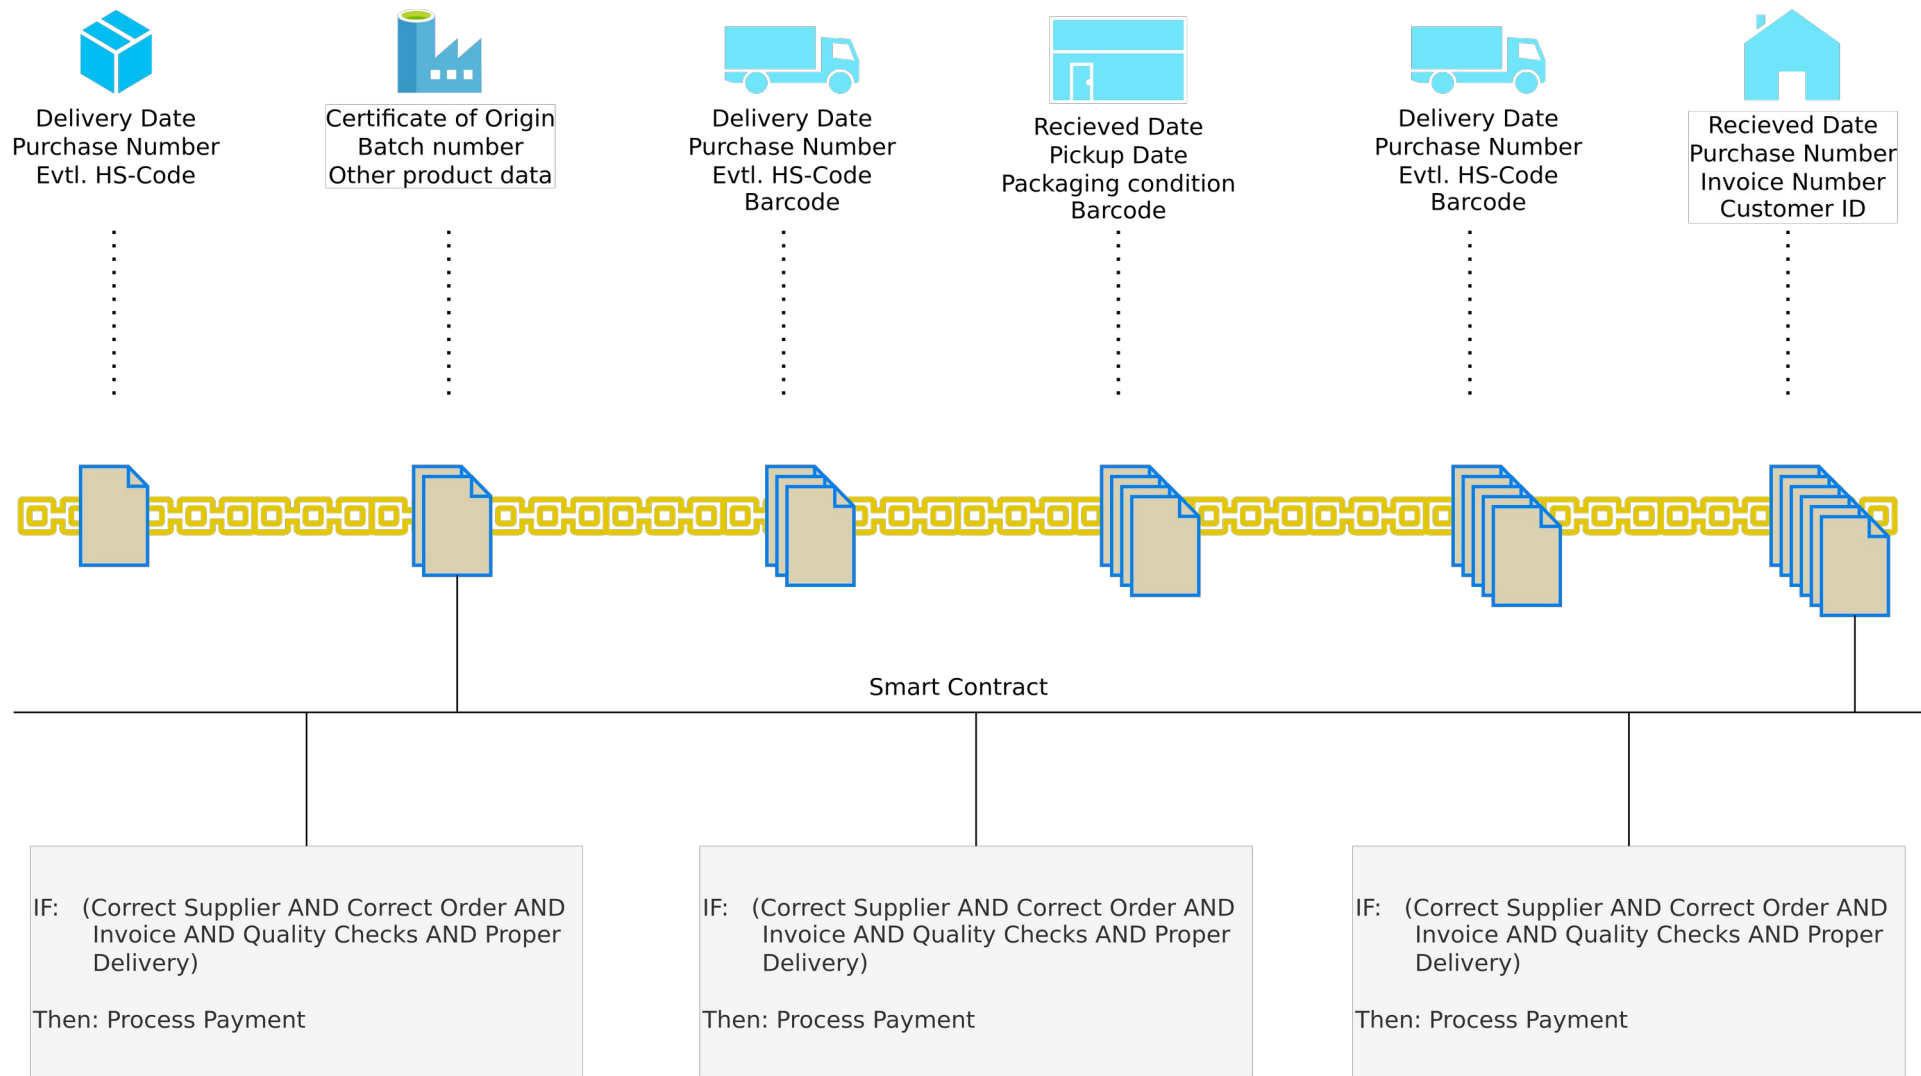 Delivery Date
Purchase Number
Evtl. HS-Code
Certificate of Origin
Batch number
Other product data
Delivery Date
Purchase Number
Evtl. HS-Code
Barcode
Recieved Date
Pickup Date
Packaging condition
Barcode
Delivery Date
Purchase Number
Evtl. HS-Code
Barcode
Recieved Date
Purchase Number
Invoice Number
Customer ID
Smart Contract
IF: (Correct Supplier AND Correct Order AND
Invoice AND Quality Checks AND Proper
Delivery)
Then: Process Payment
IF: (Correct Supplier AND Correct Order AND
Invoice AND Quality Checks AND Proper
Delivery)
Then: Process Payment
IF: (Correct Supplier AND Correct Order AND
Invoice AND Quality Checks AND Proper
Delivery)
Then: Process Payment